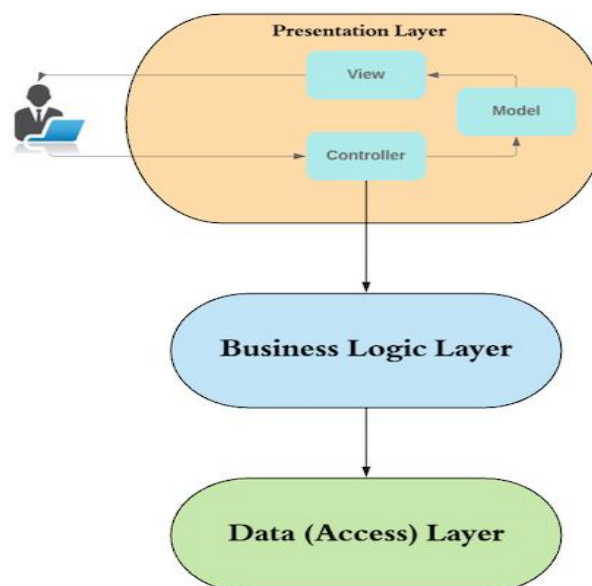 Presentation Layer
View
Model
Controller
Business Logic Layer
Data (Access) Layer